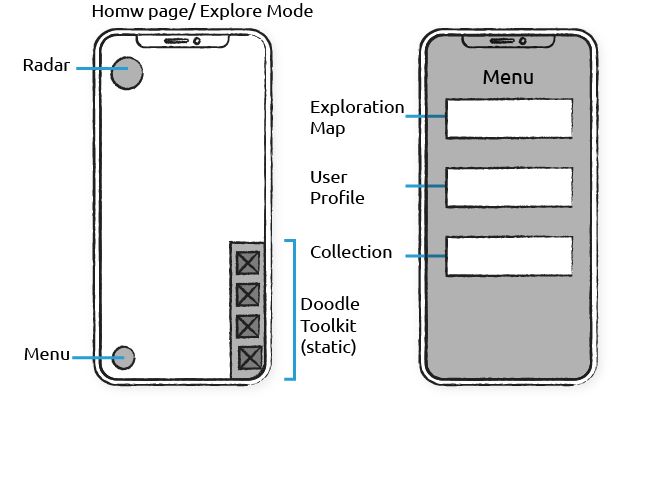 Homw page/ Explore Mode
Radar
Menu
Doodle
Toolkit
(static)
Menu
Exploration
Map
User
Profile
Collection